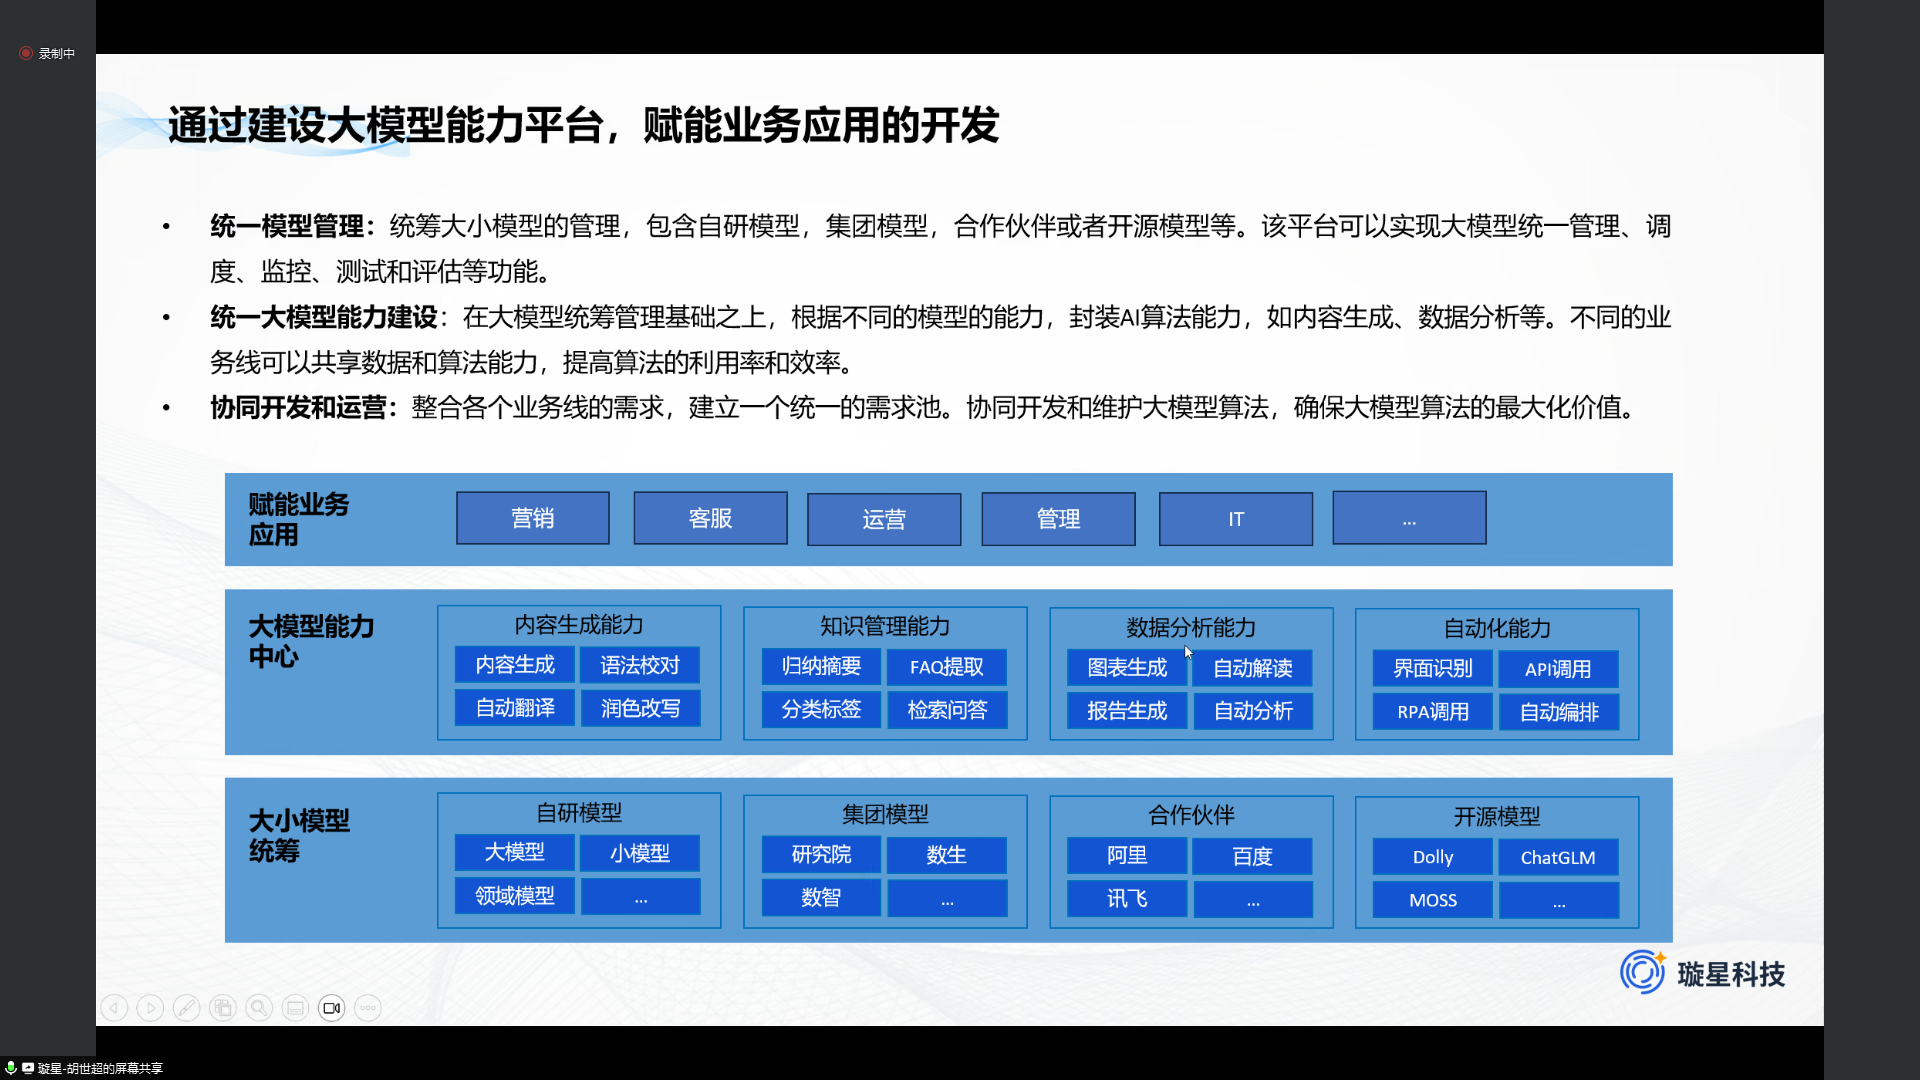 录制中
通过建设大模型能力平台，赋能业务应用的开发
• 统一模型管理：统筹大小模型的管理，包含自研模型，集团模型，合作伙伴或者开源模型等。该平台可以实现大模型统一管理、调
度、监控、测试和评估等功能。
• 统一大模型能力建设：在大模型统筹管理基础之上，根据不同的模型的能力，封装AI算法能力，如内容生成、数据分析等。不同的业
务线可以共享数据和算法能力，提高算法的利用率和效率。
• 协同开发和运营：整合各个业务线的需求，建立一个统一的需求池。协同开发和维护大模型算法，确保大模型算法的最大化价值。
赋能业务
应用
营销 客服 运营 管理 IT ...
大模型能力
中心
内容生成能力
内容生成 语法校对
自动翻译 润色改写
知识管理能力
归纳摘要 FAQ提取
分类标签 检索问答
数据分析能力
图表生成 自动解读
报告生成 自动分析
自动化能力
界面识别 API调用
RPA调用 自动编排
大小模型
统筹
自研模型
大模型 小模型
领域模型 ...
集团模型
研究院 数生
数智 ...
合作伙伴
阿里 百度
讯飞 ...
开源模型
Dolly ChatGLM
MOSS ...
璇星科技
璇星-胡世超的屏幕共享